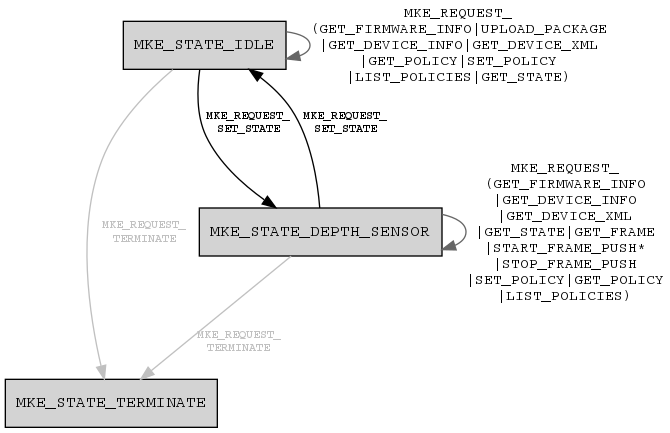 MKE_REQUEST_
(GET_FIRMWARE_INFO|UPLOAD_PACKAGE
|GET_DEVICE_INFO|GET_DEVICE_XML
|GET_POLICY|SET_POLICY
|LIST_POLICIES|GET_STATE)
MKE_STATE_IDLE
MKE_REQUEST_
SET_STATE
MKE_REQUEST_
SET_STATE
MKE_REQUEST_
(GET_FIRMWARE_INFO
|GET_DEVICE_INFO
|GET_DEVICE_XML
|GET_STATE|GET_FRAME
|START_FRAME_PUSH*
|STOP_FRAME_PUSH
|SET_POLICY|GET_POLICY
|LIST_POLICIES)
MKE_STATE_DEPTH_SENSOR
MKE_REQUEST_
TERMINATE
MKE_REQUEST_
TERMINATE
MKE_STATE_TERMINATE